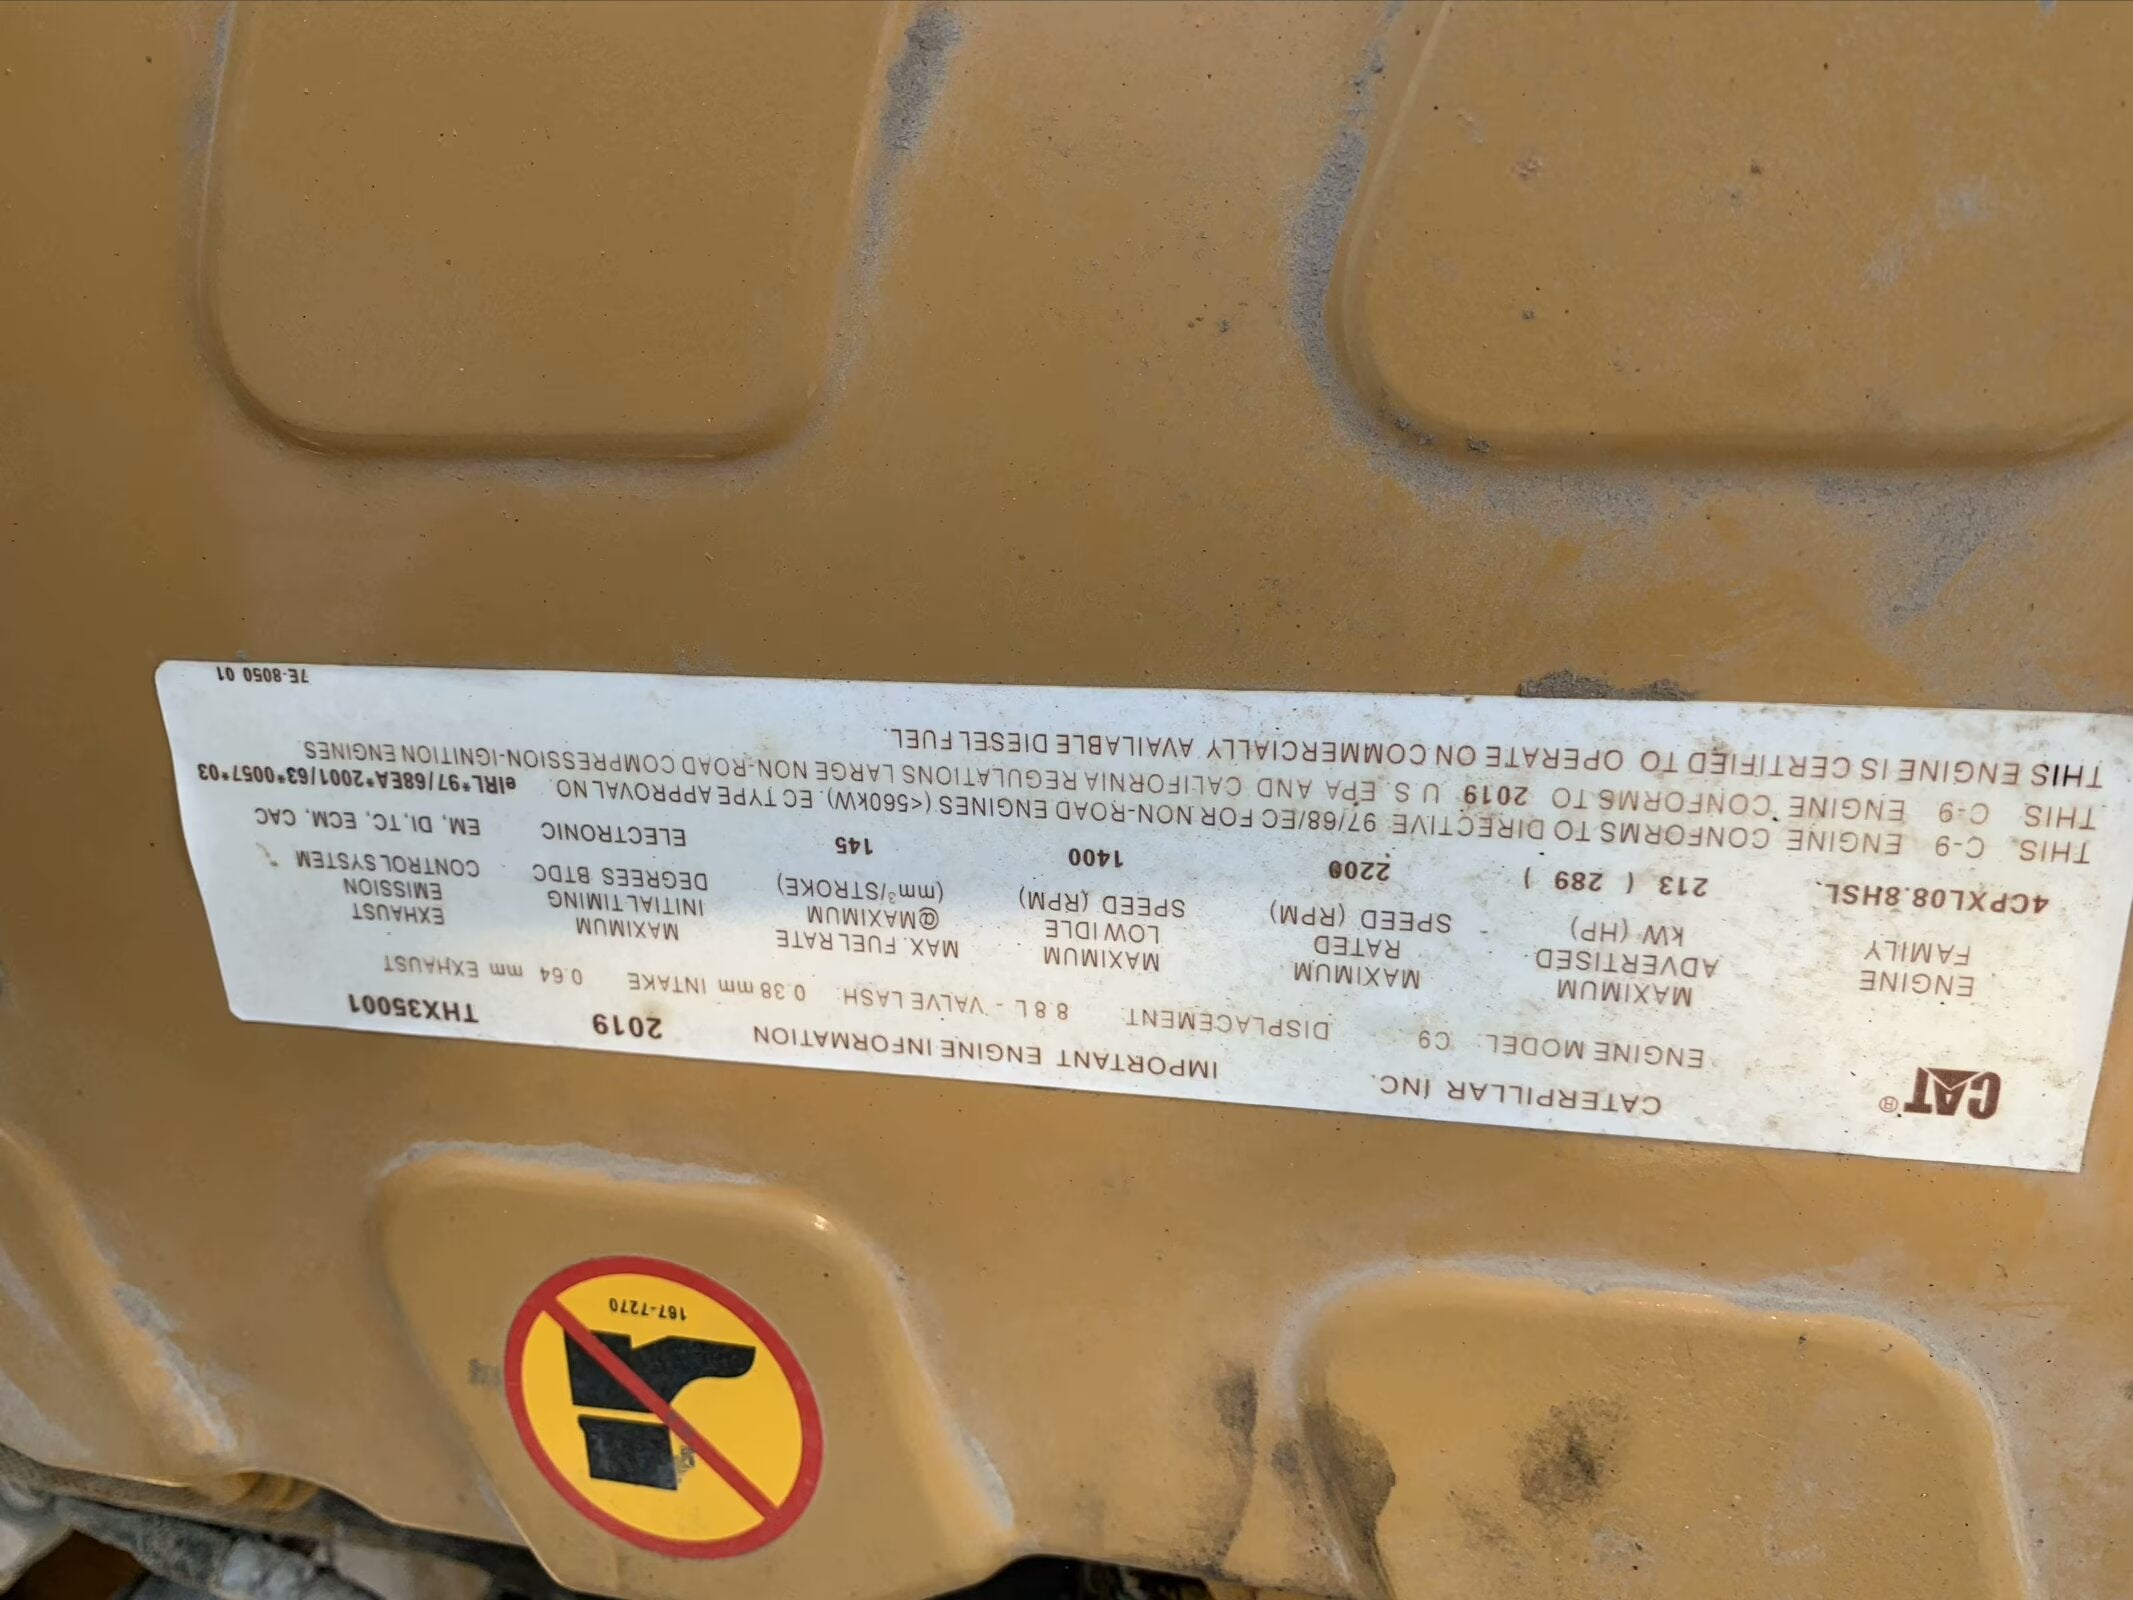 CAT®
CATERPILLAR INC. IMPORTANT ENGINE INFORMATION 2019 THX35001
ENGINE MODEL: C9 DISPLACEMENT: 8.8 L - VALVE LASH: 0.38 mm INTAKE 0.64 mm EXHAUST
ENGINE FAMILY
4CPXL08.8HSL
MAXIMUM ADVERTISED kW (HP)
213 ( 289 )
MAXIMUM RATED SPEED (RPM)
2200
MAXIMUM LOW IDLE SPEED (RPM)
1400
MAX. FUEL RATE @MAXIMUM (mm³/STROKE)
145
MAXIMUM INITIAL TIMING DEGREES BTDC
ELECTRONIC
EXHAUST EMISSION CONTROL SYSTEM
EM, DI, TC, ECM, CAC
THIS C-9 ENGINE CONFORMS TO DIRECTIVE 97/68/EC FOR NON-ROAD ENGINES (<560kW). EC TYPE APPROVAL NO. eIRL*97/68EA*2001/63*0057*03
THIS C-9 ENGINE CONFORMS TO 2019 U S EPA AND CALIFORNIA REGULATIONS LARGE NON-ROAD COMPRESSION-IGNITION ENGINES
THIS ENGINE IS CERTIFIED TO OPERATE ON COMMERCIALLY AVAILABLE DIESEL FUEL.
7E-8050 01
167-7270